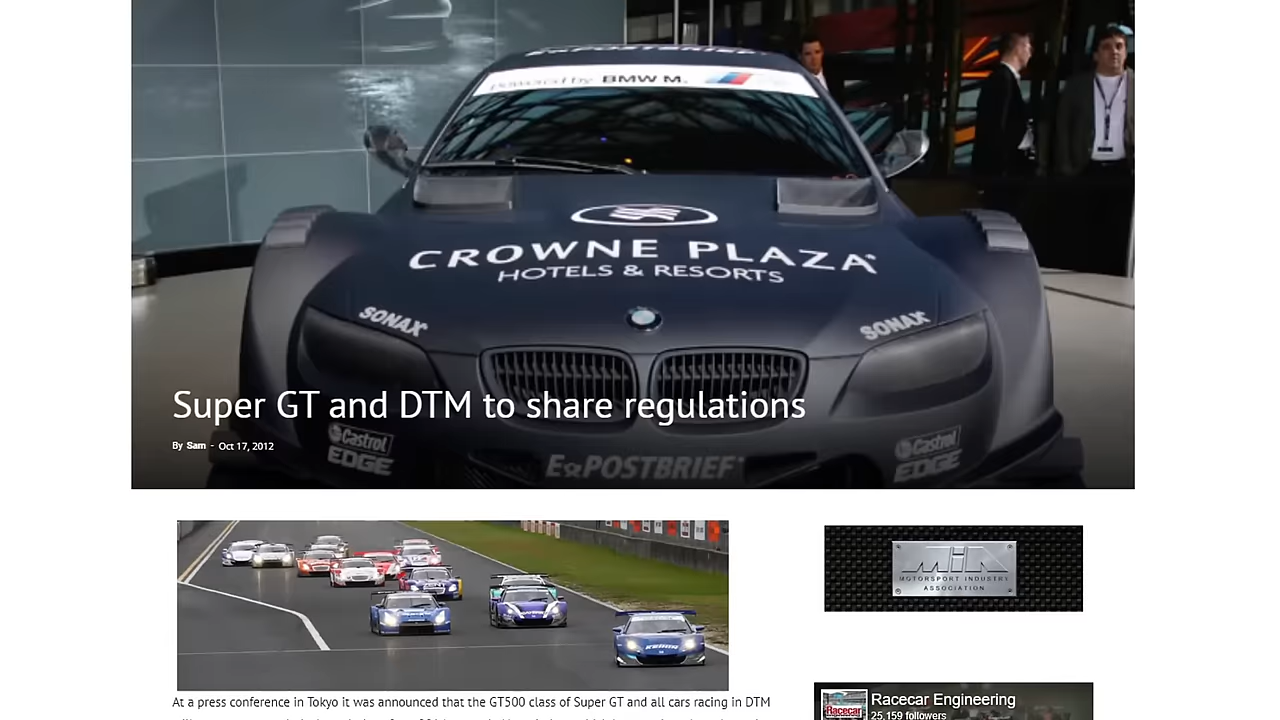 powered by BMW M.
CROWNE PLAZA
HOTELS & RESORTS
SONAX SONAX
Super GT and DTM to share regulations
By Sam - Oct 17, 2012
Castrol EDGE
Castrol EDGE
E POSTBRIEF
MIA
MOTORSPORT INDUSTRY
ASSOCIATION
At a press conference in Tokyo it was announced that the GT500 class of Super GT and all cars racing in DTM
Racecar
Racecar Engineering
25,159 followers